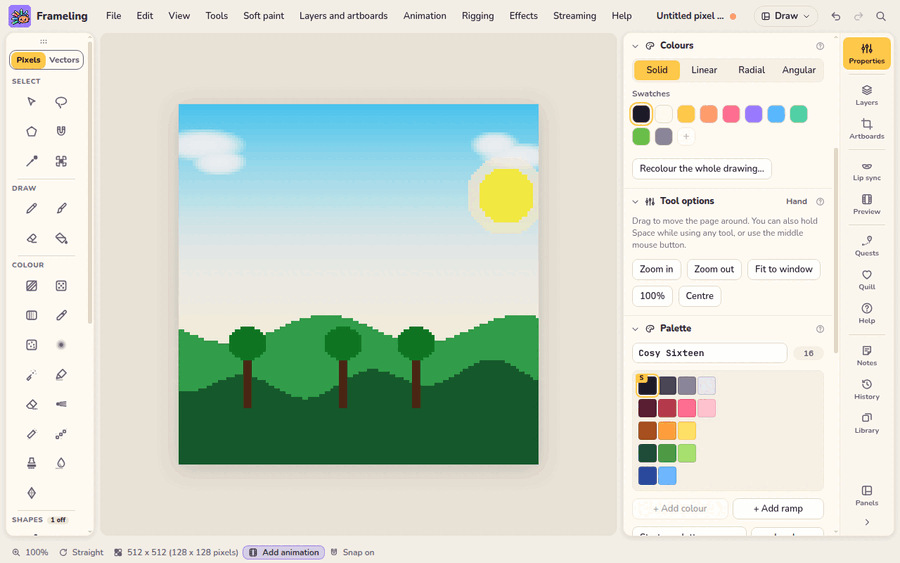 Frameling File Edit View Tools Soft paint Layers and artboards Animation Rigging Effects Streaming Help Untitled pixel ... Draw
Pixels Vectors
SELECT
DRAW
COLOUR
SHAPES 1 off
Colours
Solid Linear Radial Angular
Swatches
+
Recolour the whole drawing...
Tool options Hand
Drag to move the page around. You can also hold
Space while using any tool, or use the middle
mouse button.
Zoom in Zoom out Fit to window
100% Centre
Palette
Cosy Sixteen 16
S
+ Add colour + Add ramp
Properties
Layers
Artboards
Lip sync
Preview
Quests
Quill
Help
Notes
History
Library
Panels
100% Straight 512 x 512 (128 x 128 pixels) Add animation Snap on